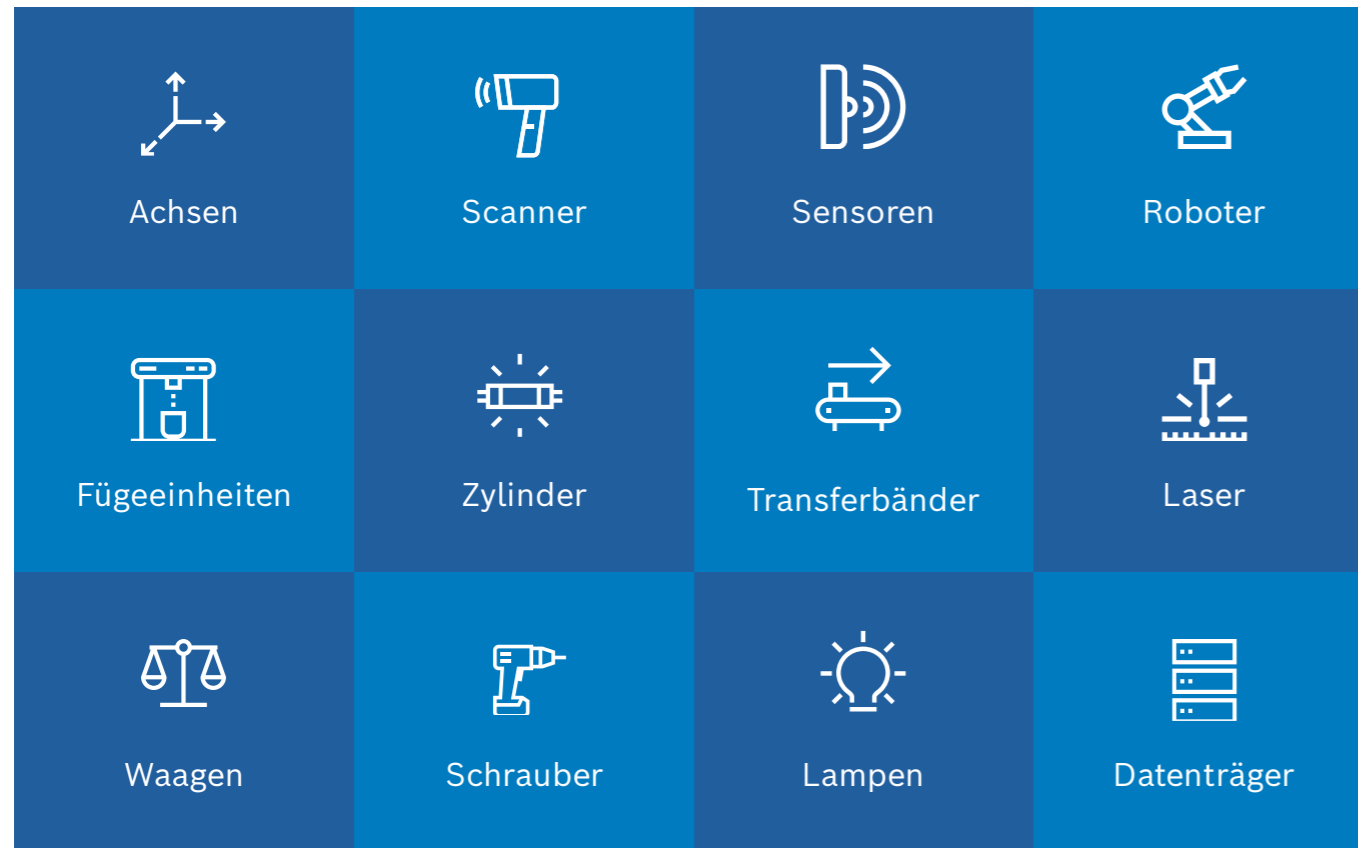 Achsen
Scanner
Sensoren
Roboter
Fügeeinheiten
Zylinder
Transferbänder
Laser
Waagen
Schrauber
Lampen
Datenträger